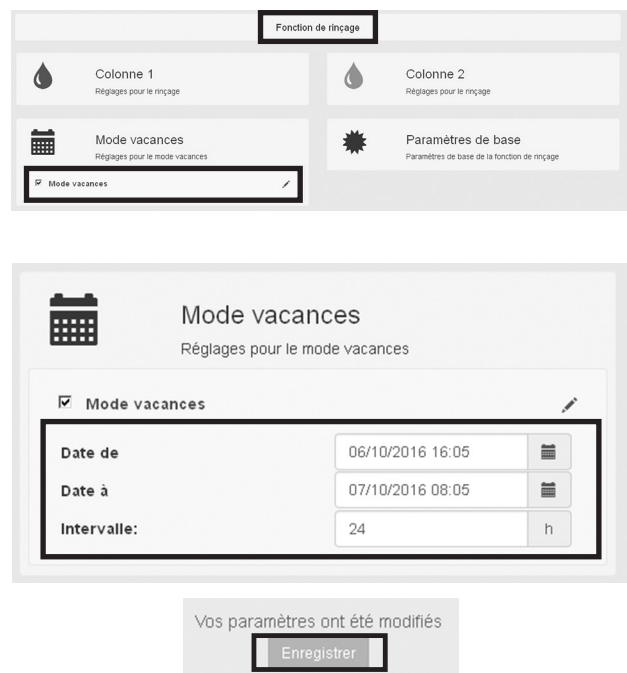 Fonction de rinçage
Colonne 1
Réglages pour le rinçage
Colonne 2
Réglages pour le rinçage
Mode vacances
Réglages pour le mode vacances
Paramètres de base
Paramètres de base de la fonction de rinçage
Mode vacances
Mode vacances
Réglages pour le mode vacances
Mode vacances
Date de
06/10/2016 16:05
Date à
07/10/2016 08:05
Intervalle:
24
h
Vos paramètres ont été modifiés
Enregistrer